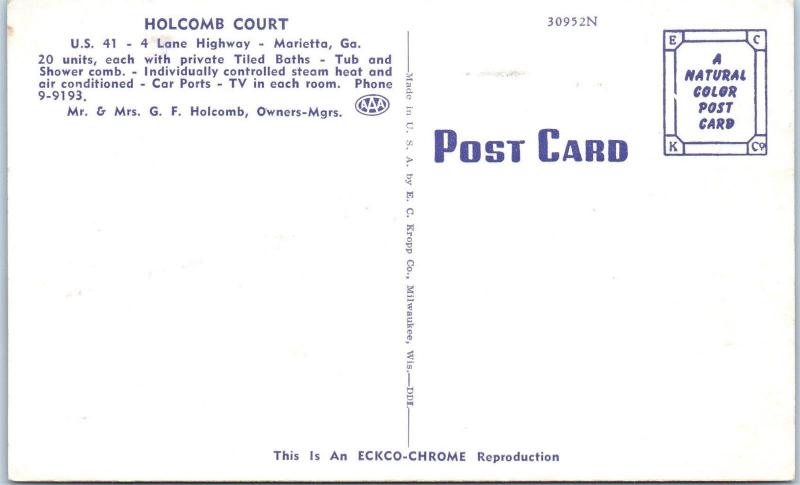 HOLCOMB COURT
U.S. 41 - 4 Lane Highway - Marietta, Ga.
20 units, each with private Tiled Baths - Tub and
Shower comb. - Individually controlled steam heat and
air conditioned - Car Ports - TV in each room. Phone
9-9193.
Mr. & Mrs. G. F. Holcomb, Owners-Mgrs.
AAA
—Made in U. S. A. by E. C. Kropp Co., Milwaukee, Wis.—DDL—
30952N
POST CARD
E C
A
NATURAL
COLOR
POST
CARD
K Co
This Is An ECKCO-CHROME Reproduction